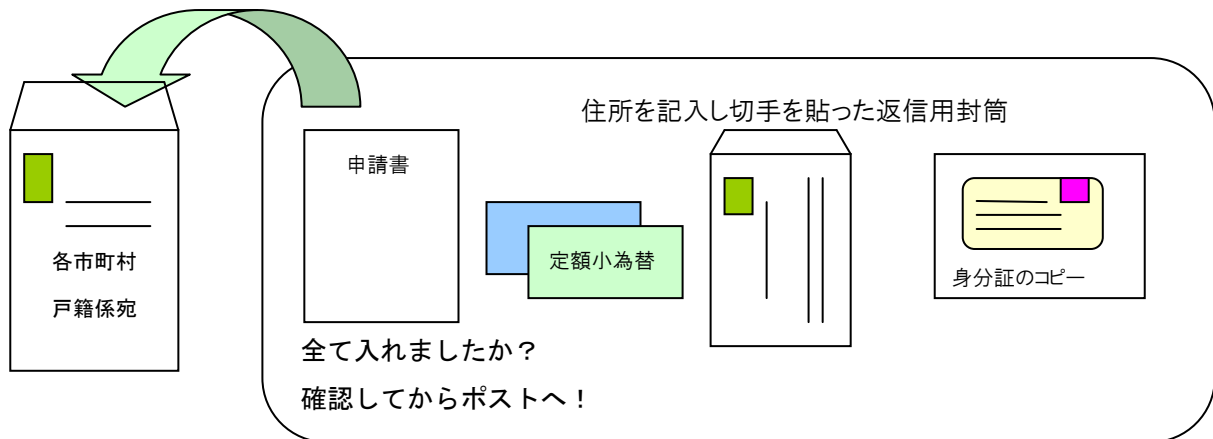 住所を記入し切手を貼った返信用封筒
申請書
各市町村
戸籍係宛
定額小為替
身分証のコピー
全て入れましたか？
確認してからポストへ！